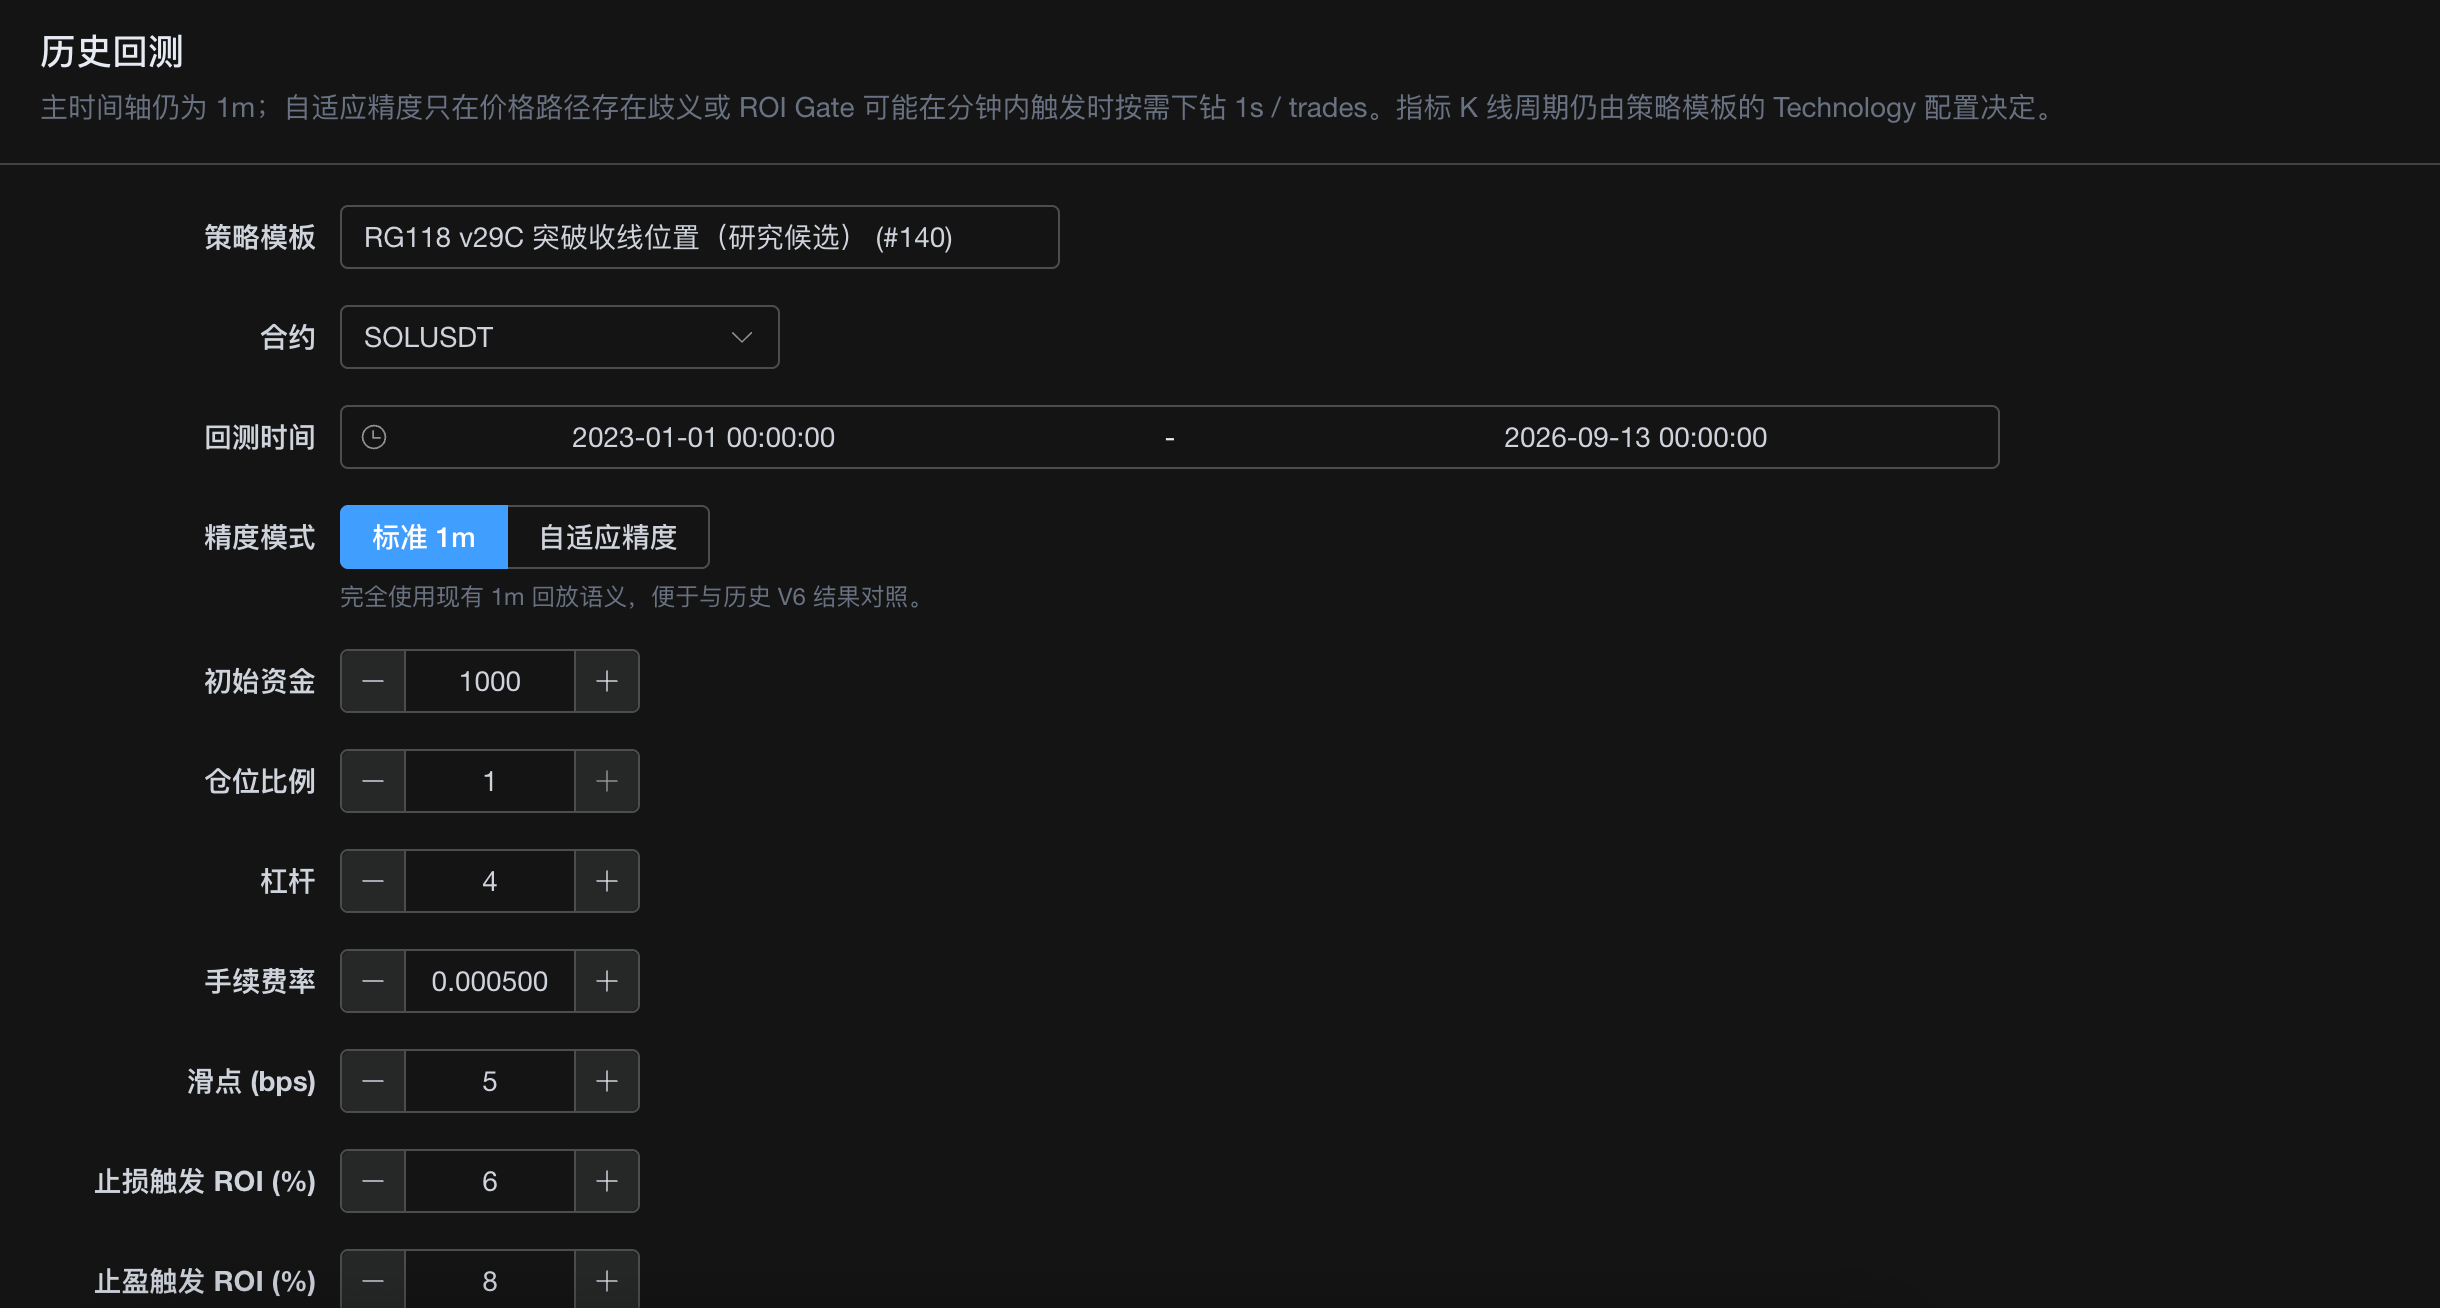 历史回测
主时间轴仍为 1m；自适应精度只在价格路径存在歧义或 ROI Gate 可能在分钟内触发时按需下钻 1s / trades。指标 K 线周期仍由策略模板的 Technology 配置决定。
策略模板 RG118 v29C 突破收线位置（研究候选） (#140)
合约 SOLUSDT
回测时间 2023-01-01 00:00:00 - 2026-09-13 00:00:00
精度模式 标准 1m 自适应精度
完全使用现有 1m 回放语义，便于与历史 V6 结果对照。
初始资金 — 1000 +
仓位比例 — 1 +
杠杆 — 4 +
手续费率 — 0.000500 +
滑点 (bps) — 5 +
止损触发 ROI (%) — 6 +
止盈触发 ROI (%) — 8 +